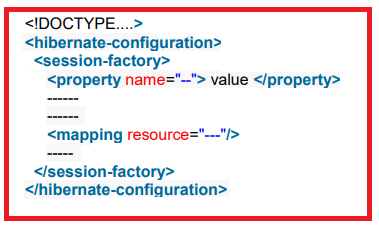 <!DOCTYPE....>
<hibernate-configuration>
<session-factory>
<property name="--"> value </property>
------
------
<mapping resource="---"/>
-----
</session-factory>
</hibernate-configuration>